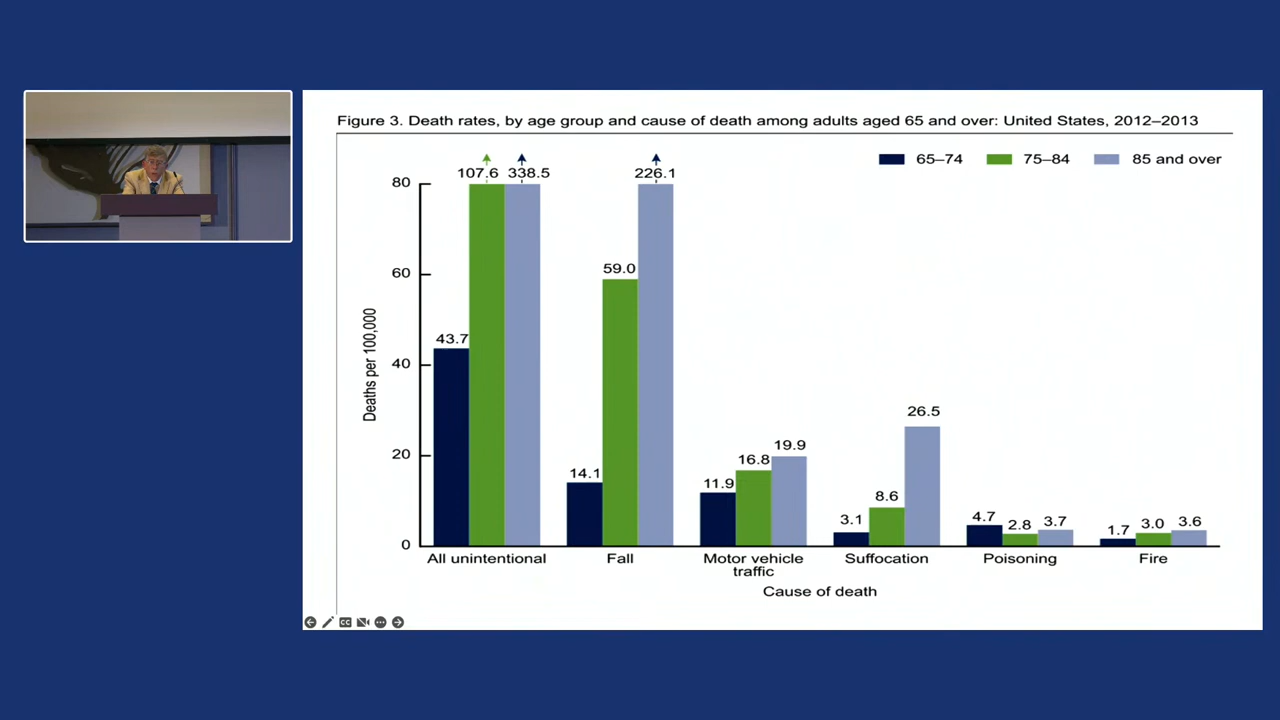 Figure 3. Death rates, by age group and cause of death among adults aged 65 and over: United States, 2012–2013
65–74 75–84 85 and over
107.6 338.5 226.1
80
60
40
20
0
Deaths per 100,000
43.7
14.1 59.0
11.9 16.8 19.9
3.1 8.6 26.5
4.7 2.8 3.7
1.7 3.0 3.6
All unintentional Fall Motor vehicle Suffocation Poisoning Fire
traffic
Cause of death
CC